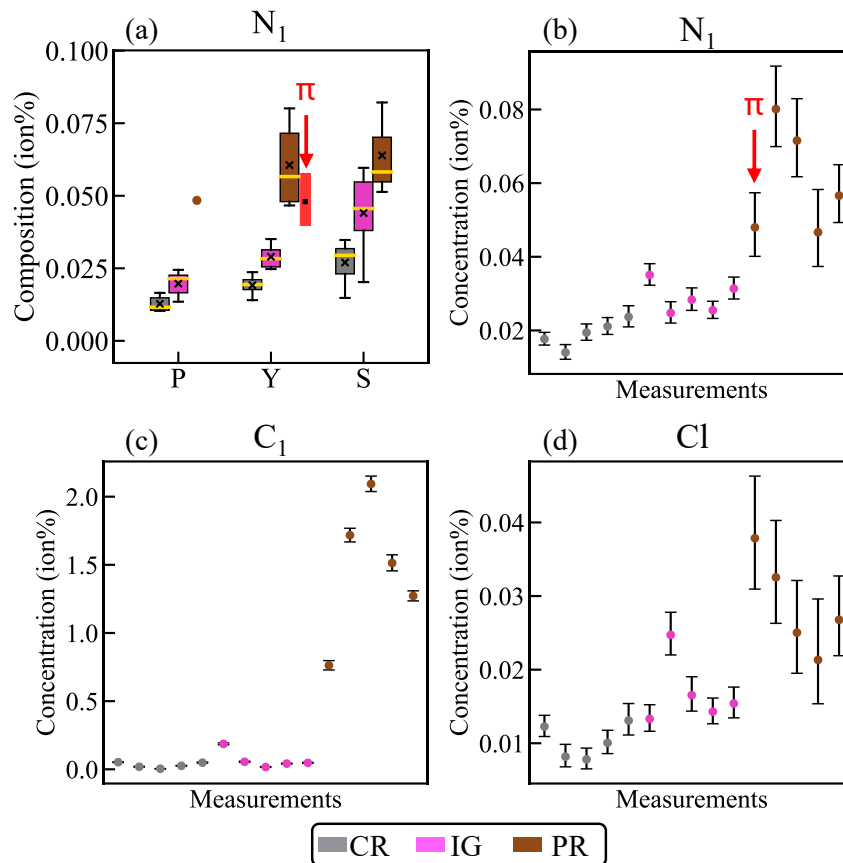 (a) N₁
Composition (ion%)
0.100
0.075
0.050
0.025
0.000
π
P Y S
(b) N₁
Concentration (ion%)
0.08
0.06
0.04
0.02
π
Measurements
(c) C₁
Concentration (ion%)
2.0
1.5
1.0
0.5
0.0
Measurements
(d) Cl
Concentration (ion%)
0.04
0.03
0.02
0.01
Measurements
CR IG PR